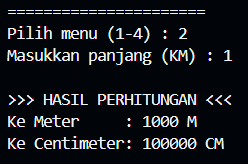 ======================
Pilih menu (1-4) : 2
Masukkan panjang (KM) : 1

>>> HASIL PERHITUNGAN <<<
Ke Meter     : 1000 M
Ke Centimeter: 100000 CM